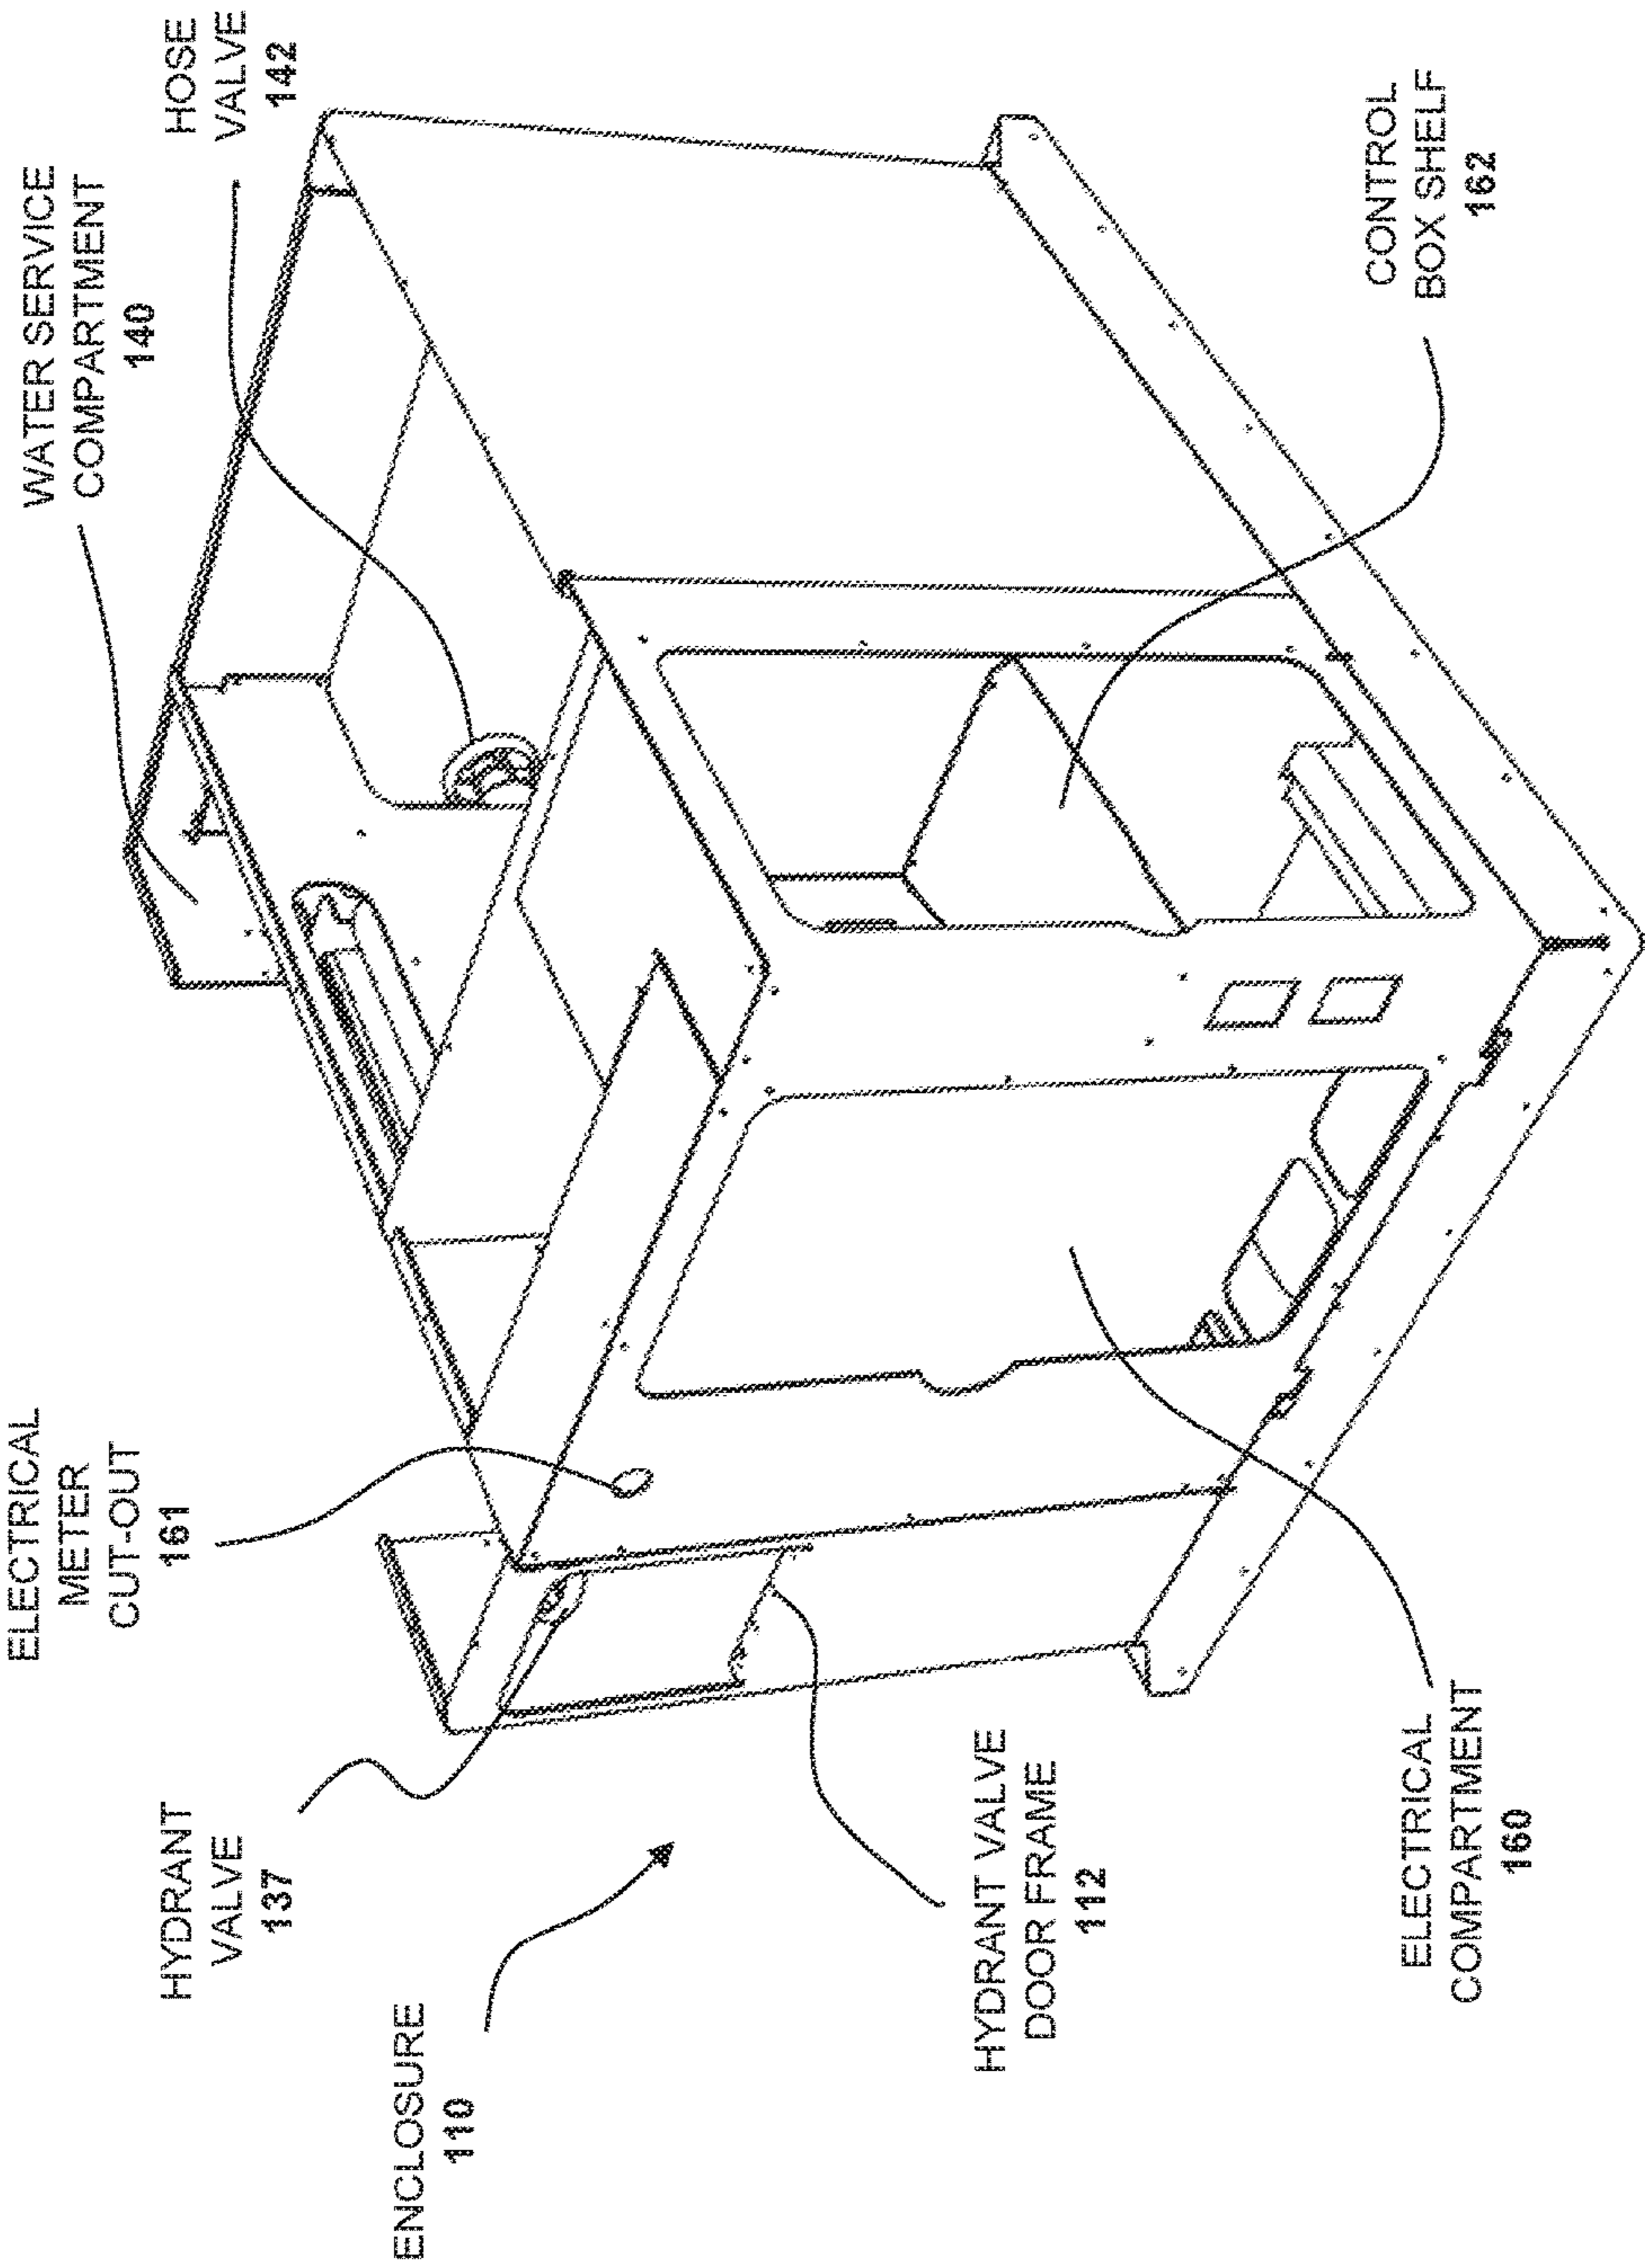 ELECTRICAL
METER
CUT-OUT
161
WATER SERVICE
COMPARTMENT
140
HYDRANT
VALVE
137
HOSE
VALVE
142
ENCLOSURE
110
HYDRANT VALVE
DOOR FRAME
112
ELECTRICAL
COMPARTMENT
160
CONTROL
BOX SHELF
162